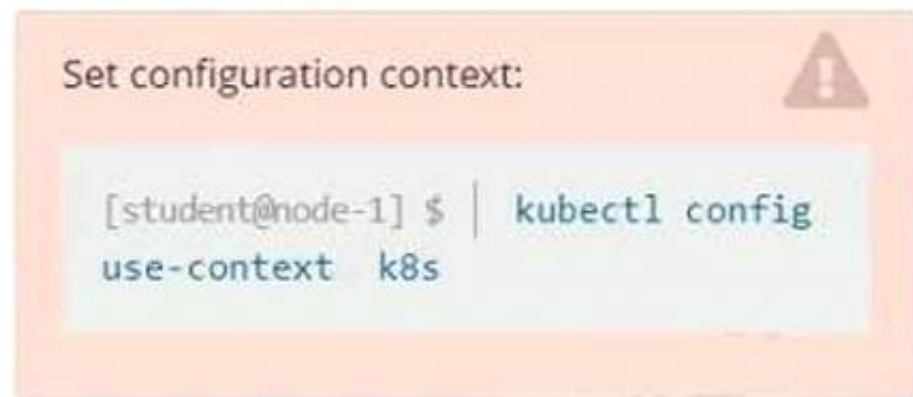 Set configuration context:
[student@node-1] $ | kubectl config
use-context k8s